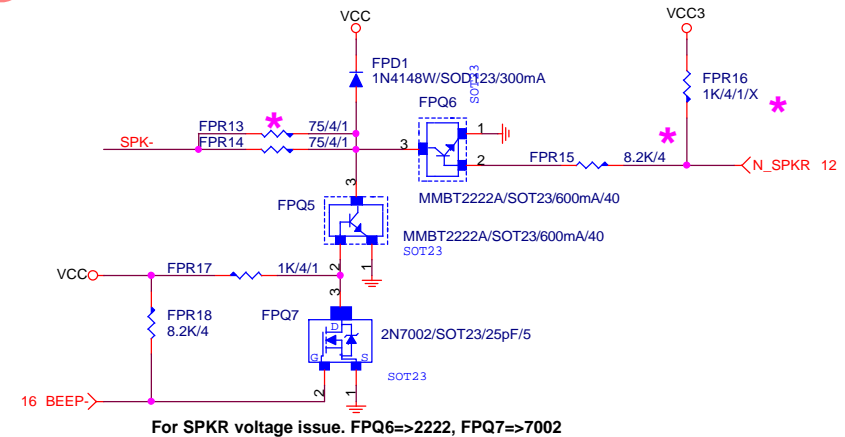 VCC
VCC3
FPD1
1N4148W/SOD123/300mA
SOT23
FPR16
1K/4/1/X
FPQ6
*
*
*
FPR13
75/4/1
SPK-
FPR14
75/4/1
3
1
2
FPR15
8.2K/4
N_SPKR 12
3
MMBT2222A/SOT23/600mA/40
FPQ5
MMBT2222A/SOT23/600mA/40
SOT23
2
1
VCC
FPR17
1K/4/1
3
FPR18
8.2K/4
FPQ7
D
G
S
2N7002/SOT23/25pF/5
SOT23
2
1
16 BEEP-
For SPKR voltage issue. FPQ6=>2222, FPQ7=>7002